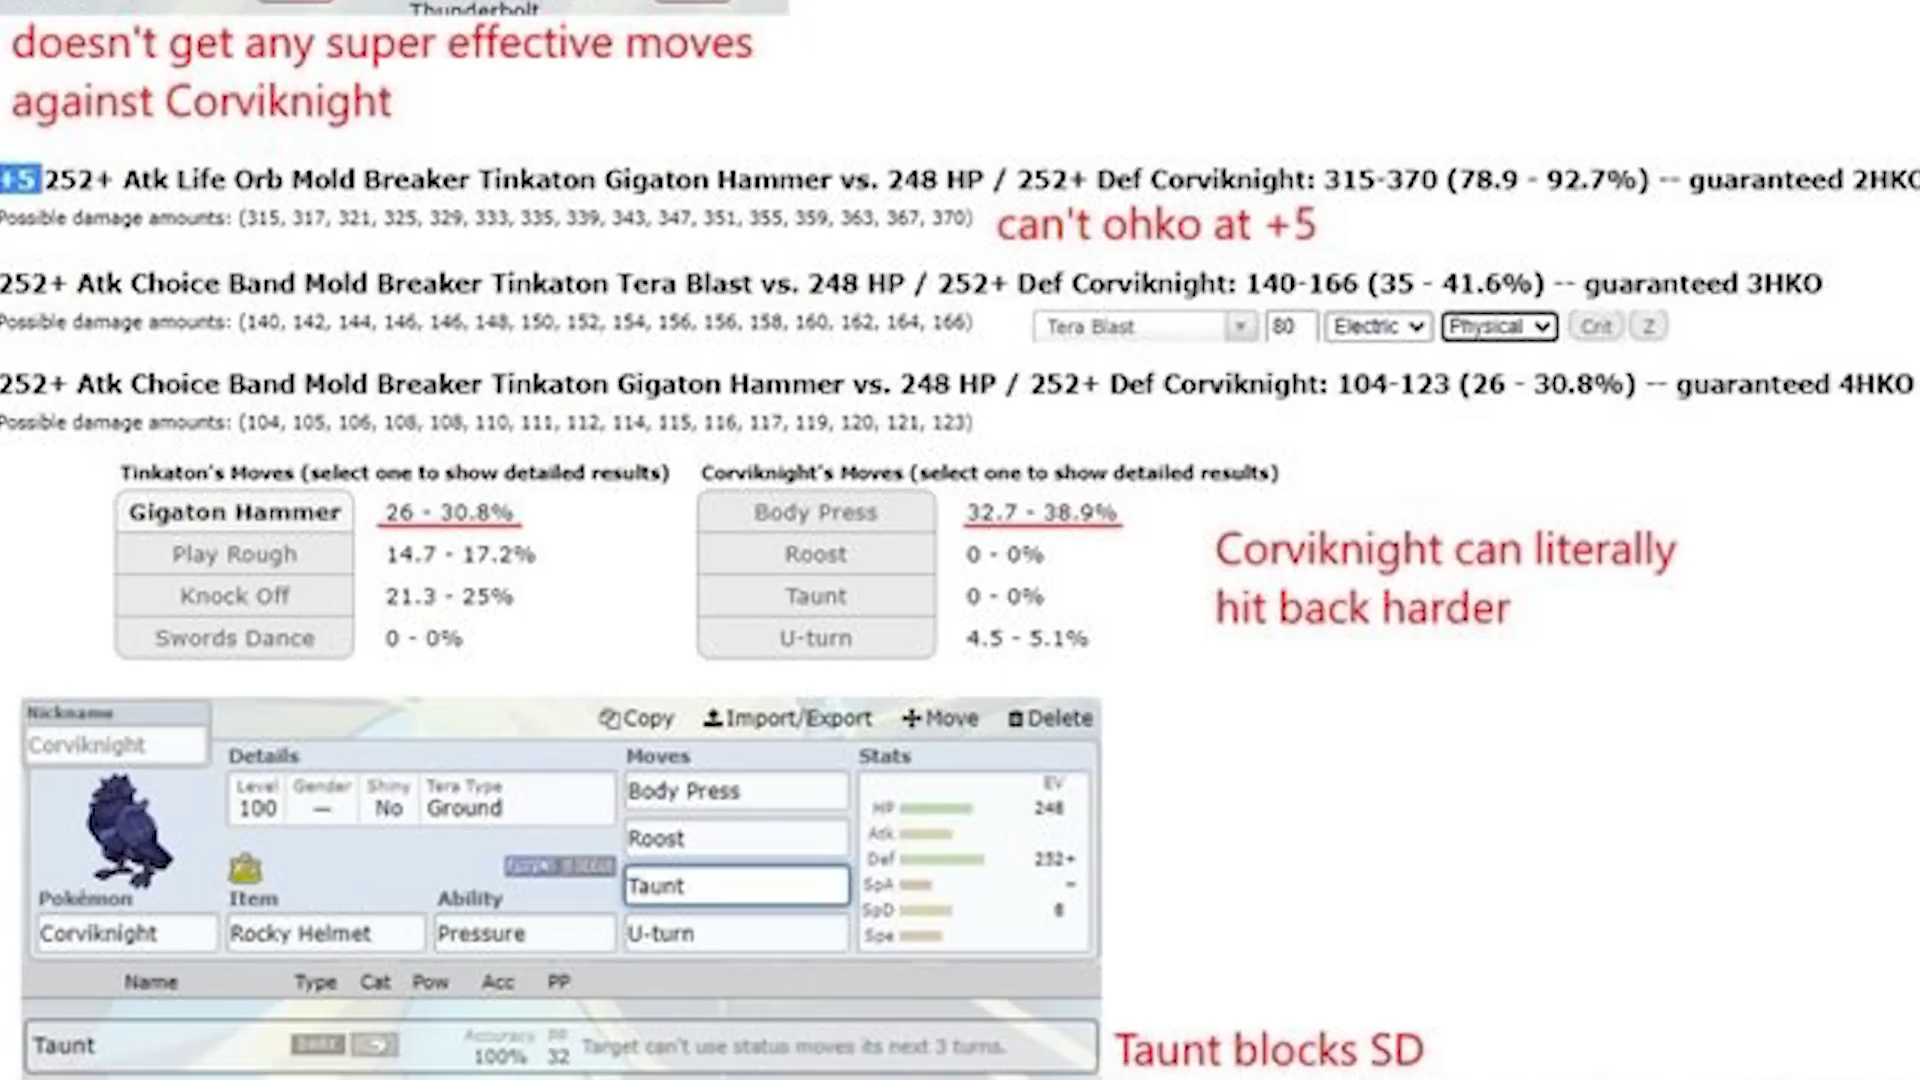 Thunderbolt
doesn't get any super effective moves
against Corviknight
+5 252+ Atk Life Orb Mold Breaker Tinkaton Gigaton Hammer vs. 248 HP / 252+ Def Corviknight: 315-370 (78.9 - 92.7%) -- guaranteed 2HKO
Possible damage amounts: (315, 317, 321, 325, 329, 333, 335, 339, 343, 347, 351, 355, 359, 363, 367, 370)
can't ohko at +5
252+ Atk Choice Band Mold Breaker Tinkaton Tera Blast vs. 248 HP / 252+ Def Corviknight: 140-166 (35 - 41.6%) -- guaranteed 3HKO
Possible damage amounts: (140, 142, 144, 146, 146, 148, 150, 152, 154, 156, 156, 158, 160, 162, 164, 166)
Tera Blast 80 Electric Physical Crit Z
252+ Atk Choice Band Mold Breaker Tinkaton Gigaton Hammer vs. 248 HP / 252+ Def Corviknight: 104-123 (26 - 30.8%) -- guaranteed 4HKO
Possible damage amounts: (104, 105, 106, 108, 108, 110, 111, 112, 114, 115, 116, 117, 119, 120, 121, 123)
Tinkaton's Moves (select one to show detailed results) Corviknight's Moves (select one to show detailed results)
Gigaton Hammer 26 - 30.8% Body Press 32.7 - 38.9%
Play Rough 14.7 - 17.2% Roost 0 - 0%
Knock Off 21.3 - 25% Taunt 0 - 0%
Swords Dance 0 - 0% U-turn 4.5 - 5.1%
Corviknight can literally
hit back harder
Nickname
Corviknight
Copy Import/Export Move Delete
Details Moves Stats
Level Gender Shiny Tera Type
100 — No Ground
Body Press
Roost
Taunt
U-turn
EV
HP 248
Atk
Def 252+
SpA -
SpD 8
Spe
Pokémon Item Ability
Corviknight Rocky Helmet Pressure
Name Type Cat Pow Acc PP
Taunt Accuracy 100% PP 32 Target can't use status moves its next 3 turns.
Taunt blocks SD